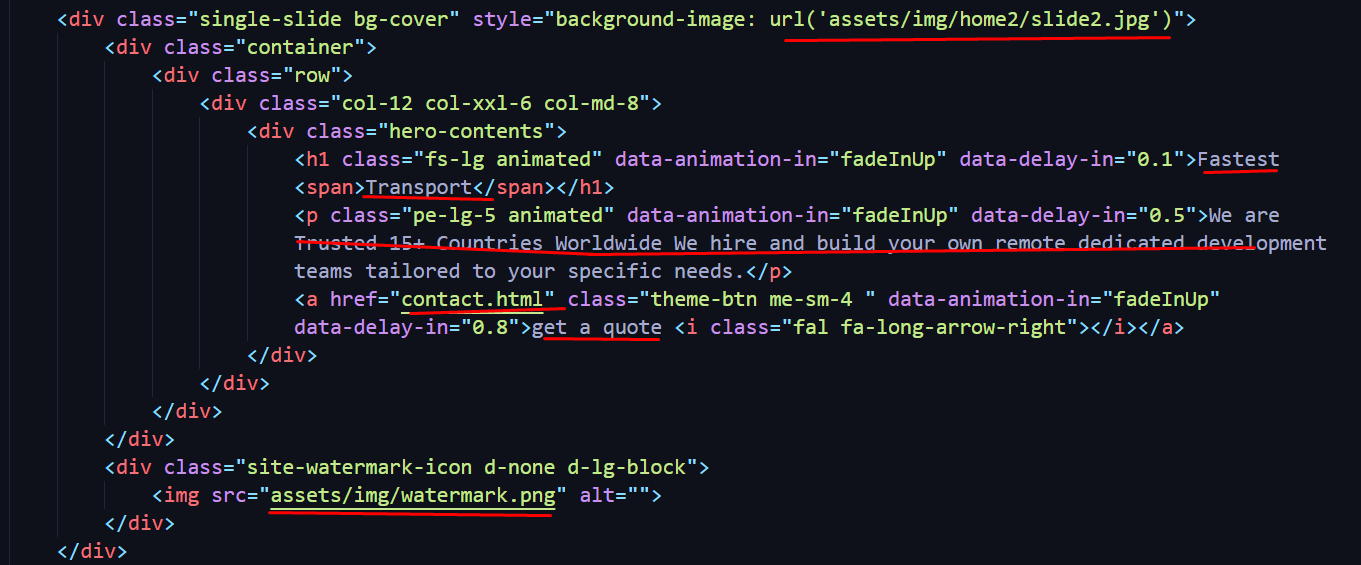 <div class="single-slide bg-cover" style="background-image: url('assets/img/home2/slide2.jpg')">
<div class="container">
<div class="row">
<div class="col-12 col-xxl-6 col-md-8">
<div class="hero-contents">
<h1 class="fs-lg animated" data-animation-in="fadeInUp" data-delay-in="0.1">Fastest
<span>Transport</span></h1>
<p class="pe-lg-5 animated" data-animation-in="fadeInUp" data-delay-in="0.5">We are
Trusted 15+ Countries Worldwide We hire and build your own remote dedicated development
teams tailored to your specific needs.</p>
<a href="contact.html" class="theme-btn me-sm-4 " data-animation-in="fadeInUp"
data-delay-in="0.8">get a quote <i class="fal fa-long-arrow-right"></i></a>
</div>
</div>
</div>
</div>
<div class="site-watermark-icon d-none d-lg-block">
<img src="assets/img/watermark.png" alt="">
</div>
</div>